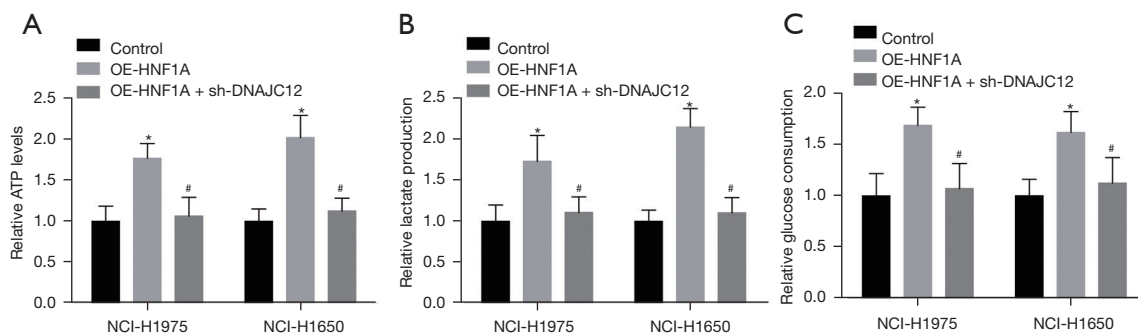 A
Control
OE-HNF1A
OE-HNF1A + sh-DNAJC12
Relative ATP levels
2.5
2.0
1.5
1.0
0.5
0.0
*
#
*
#
NCI-H1975
NCI-H1650
B
Control
OE-HNF1A
OE-HNF1A + sh-DNAJC12
Relative lactate production
2.5
2.0
1.5
1.0
0.5
0.0
*
#
*
#
NCI-H1975
NCI-H1650
C
Control
OE-HNF1A
OE-HNF1A + sh-DNAJC12
Relative glucose consumption
2.0
1.5
1.0
0.5
0.0
*
#
*
#
NCI-H1975
NCI-H1650